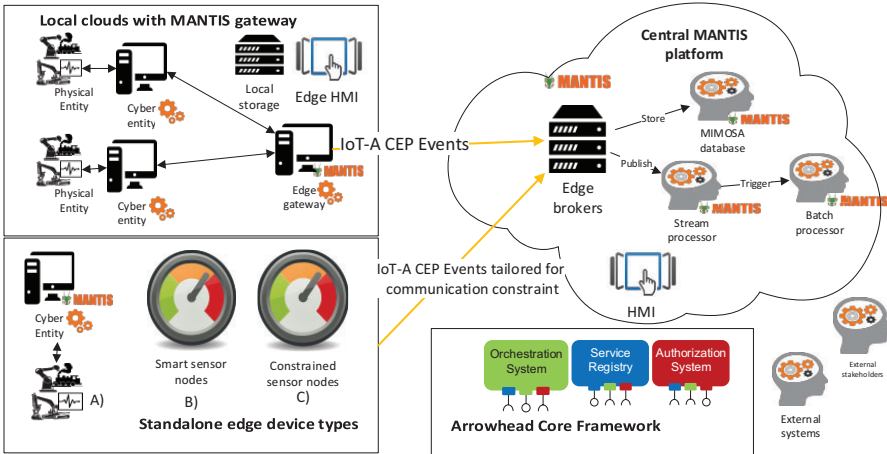 Local clouds with MANTIS gateway
Physical
Entity
Cyber
entity
Local
storage
Edge HMI
Physical
Entity
Cyber
entity
MANTIS
Edge
gateway
IoT-A CEP Events
Central MANTIS
platform
MANTIS
Edge
brokers
Store
MANTIS
MIMOSA
database
Publish
Trigger
MANTIS
Stream
processor
MANTIS
Batch
processor
HMI
MANTIS
Cyber
Entity
A)
Smart sensor
nodes
B)
Constrained
sensor nodes
C)
Standalone edge device types
IoT-A CEP Events tailored for
communication constraint
Orchestration
System
Service
Registry
Authorization
System
Arrowhead Core Framework
External
stakeholders
External
systems